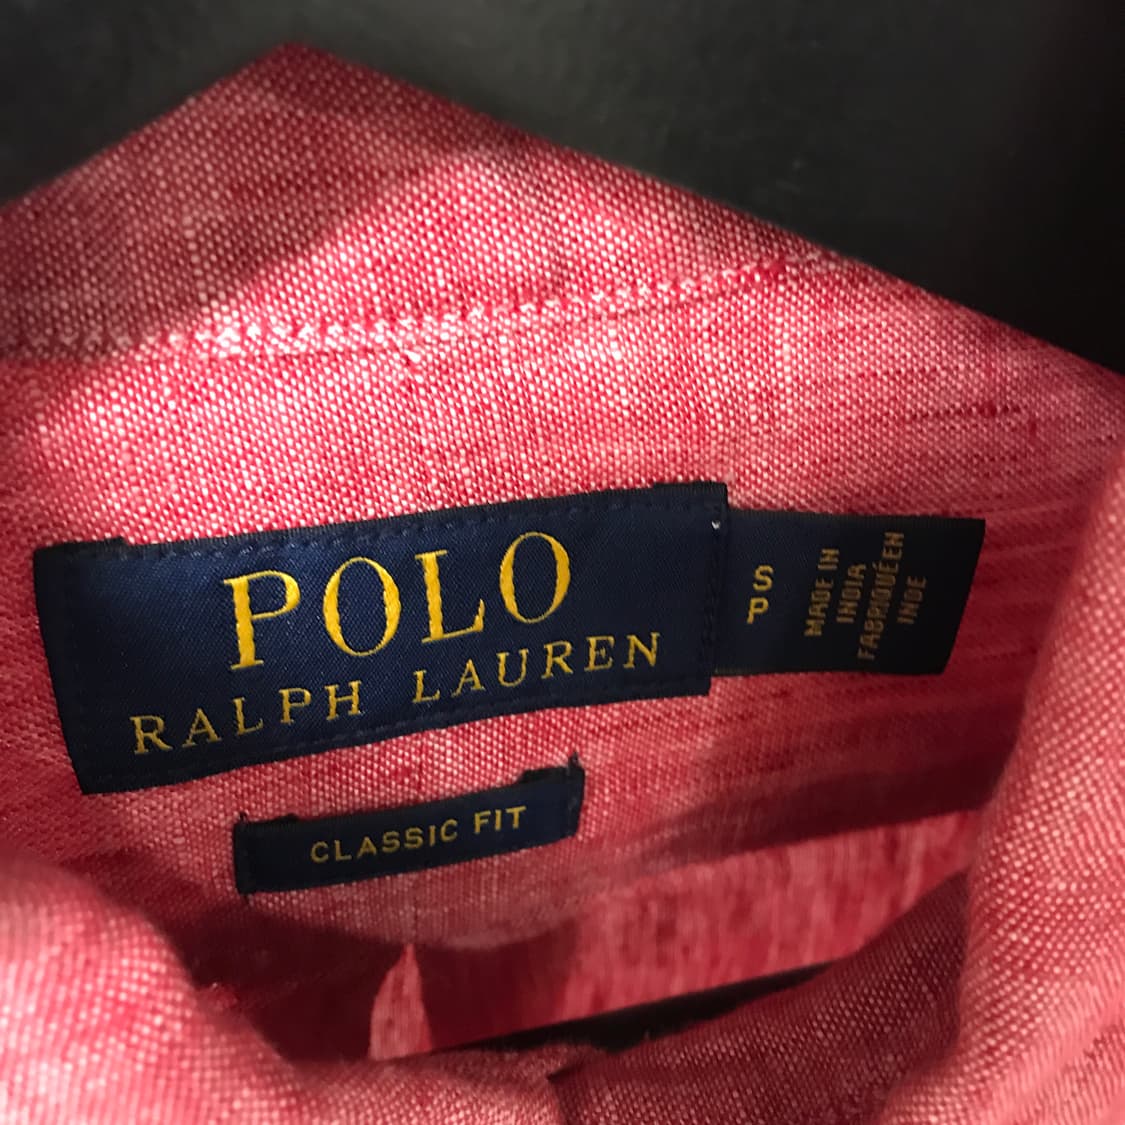 POLO
RALPH LAUREN
S
P
MADE IN
INDIA
FABRIQUÉ EN
INDE
CLASSIC FIT